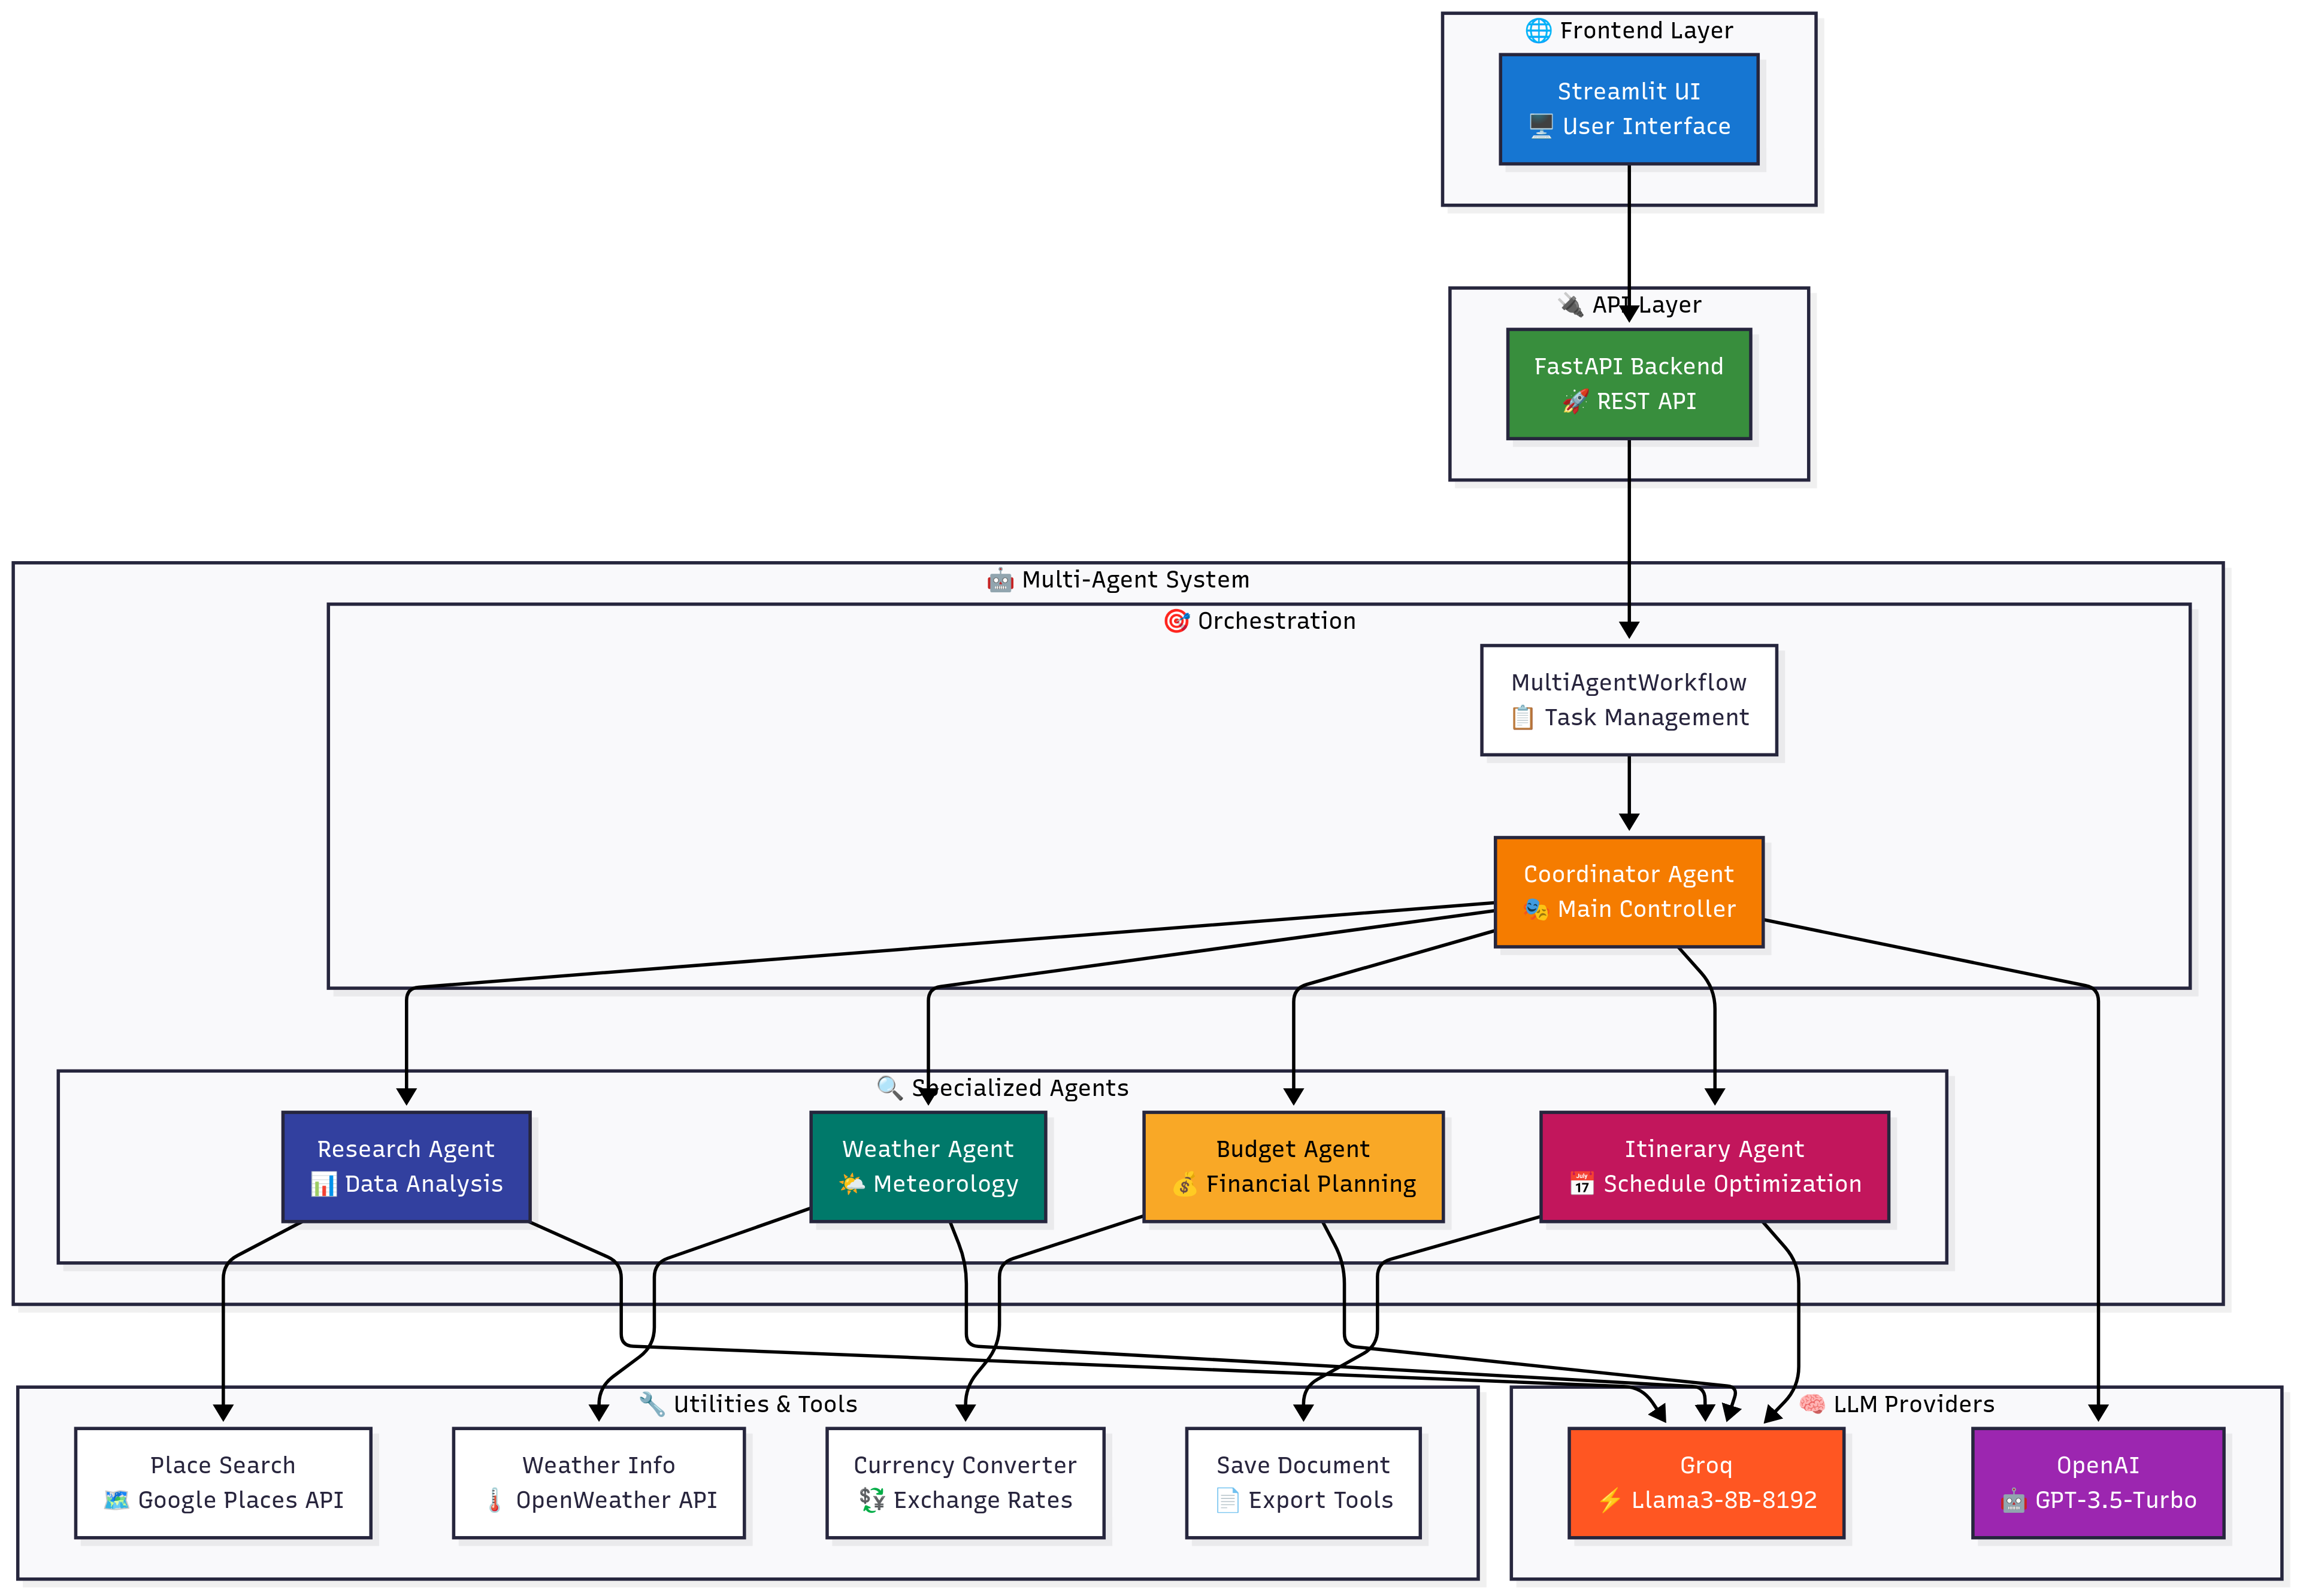 🌐 Frontend Layer
Streamlit UI
🖥️ User Interface
🔌 API Layer
FastAPI Backend
🚀 REST API
🤖 Multi-Agent System
🎯 Orchestration
MultiAgentWorkflow
📋 Task Management
Coordinator Agent
🎭 Main Controller
🔍 Specialized Agents
Research Agent
📊 Data Analysis
Weather Agent
🌤️ Meteorology
Budget Agent
💰 Financial Planning
Itinerary Agent
📅 Schedule Optimization
🔧 Utilities & Tools
Place Search
🗺️ Google Places API
Weather Info
🌡️ OpenWeather API
Currency Converter
💱 Exchange Rates
Save Document
📄 Export Tools
🧠 LLM Providers
Groq
⚡ Llama3-8B-8192
OpenAI
🤖 GPT-3.5-Turbo